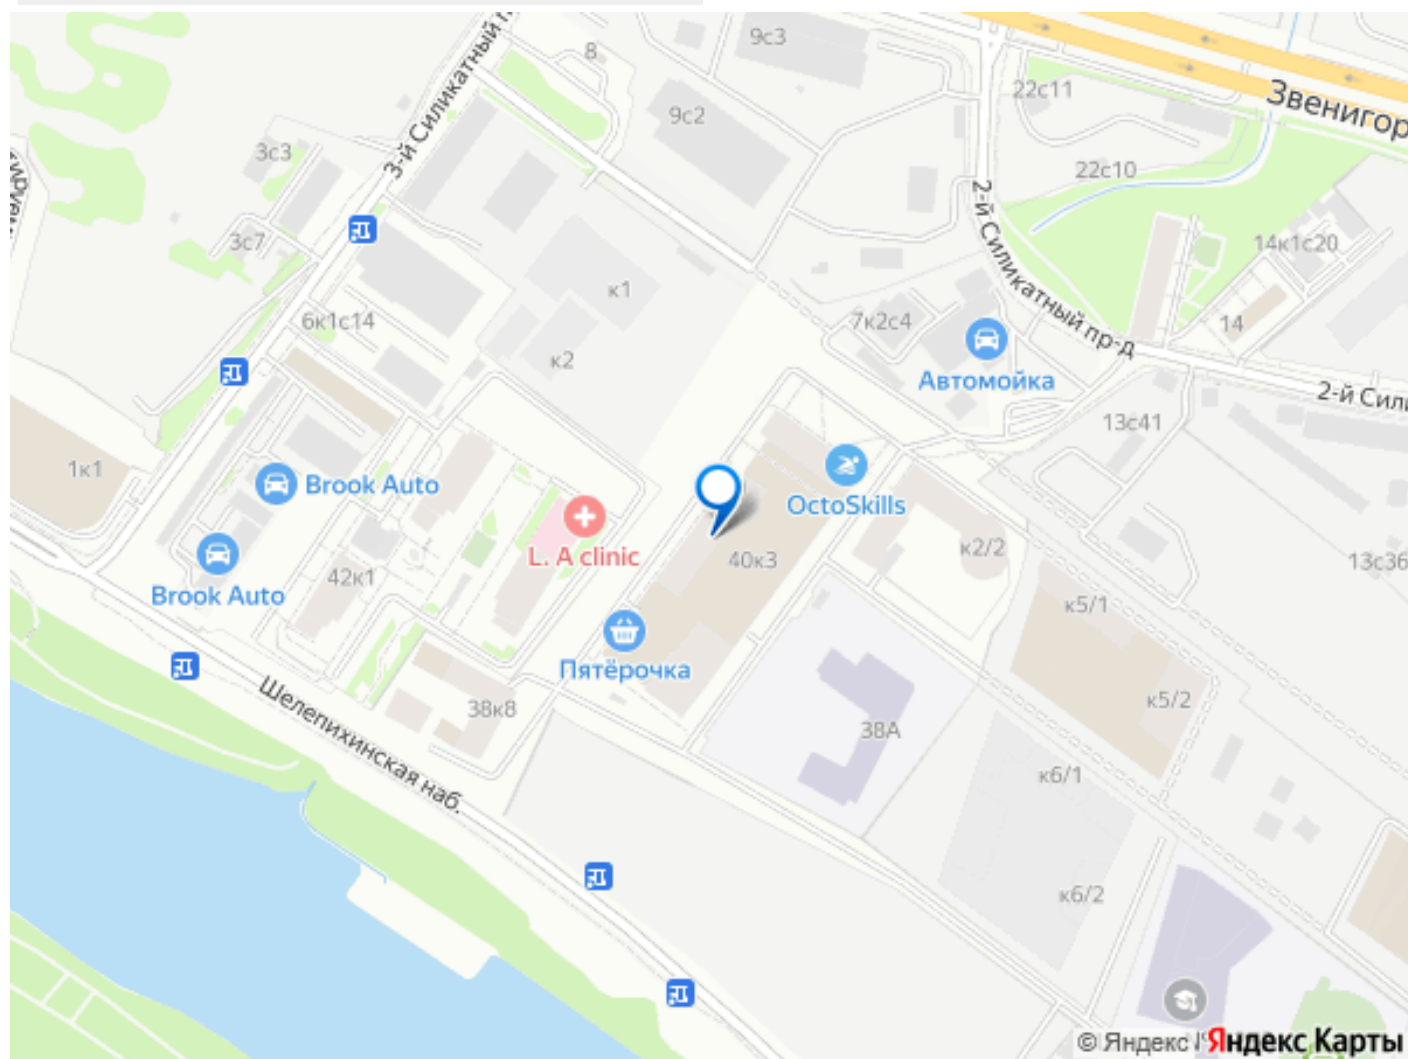 9с3
8
3-й Силикатный п
22с11
Звенигор
9с2
3с3
22с10
3с7
2-й Силикатный пр-д
14к1с20
к1
6к1с14
7к2с4
14
к2
Автомойка
2-й Сили
13с41
1к1
Brook Auto
OctoSkills
L. A clinic
к2/2
40к3
13с36
42к1
Brook Auto
к5/1
Пятёрочка
38к8
к5/2
Шелепихинская наб.
38А
к6/1
к6/2
© Яндекс
Яндекс Карты